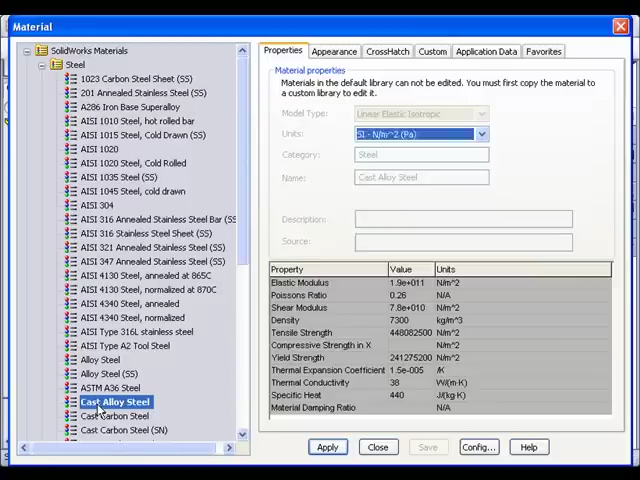 Material
SolidWorks Materials
Steel
1023 Carbon Steel Sheet (SS)
201 Annealed Stainless Steel (SS)
A286 Iron Base Superalloy
AISI 1010 Steel, hot rolled bar
AISI 1015 Steel, Cold Drawn (SS)
AISI 1020
AISI 1020 Steel, Cold Rolled
AISI 1035 Steel (SS)
AISI 1045 Steel, cold drawn
AISI 304
AISI 316 Annealed Stainless Steel Bar (SS
AISI 316 Stainless Steel Sheet (SS)
AISI 321 Annealed Stainless Steel (SS)
AISI 347 Annealed Stainless Steel (SS)
AISI 4130 Steel, annealed at 865C
AISI 4130 Steel, normalized at 870C
AISI 4340 Steel, annealed
AISI 4340 Steel, normalized
AISI Type 316L stainless steel
AISI Type A2 Tool Steel
Alloy Steel
Alloy Steel (SS)
ASTM A36 Steel
Cast Alloy Steel
Cast Carbon Steel
Cast Carbon Steel (SN)
Properties Appearance CrossHatch Custom Application Data Favorites
Material properties
Materials in the default library can not be edited. You must first copy the material to
a custom library to edit it.
Model Type: Linear Elastic Isotropic
Units: SI - N/m^2 (Pa)
Category: Steel
Name: Cast Alloy Steel
Description:
Source:
Property Value Units
Elastic Modulus 1.9e+011 N/m^2
Poissons Ratio 0.26 N/A
Shear Modulus 7.8e+010 N/m^2
Density 7300 kg/m^3
Tensile Strength 448082500 N/m^2
Compressive Strength in X N/m^2
Yield Strength 241275200 N/m^2
Thermal Expansion Coefficient 1.5e-005 /K
Thermal Conductivity 38 W/(m·K)
Specific Heat 440 J/(kg·K)
Material Damping Ratio N/A
Apply Close Save Config... Help